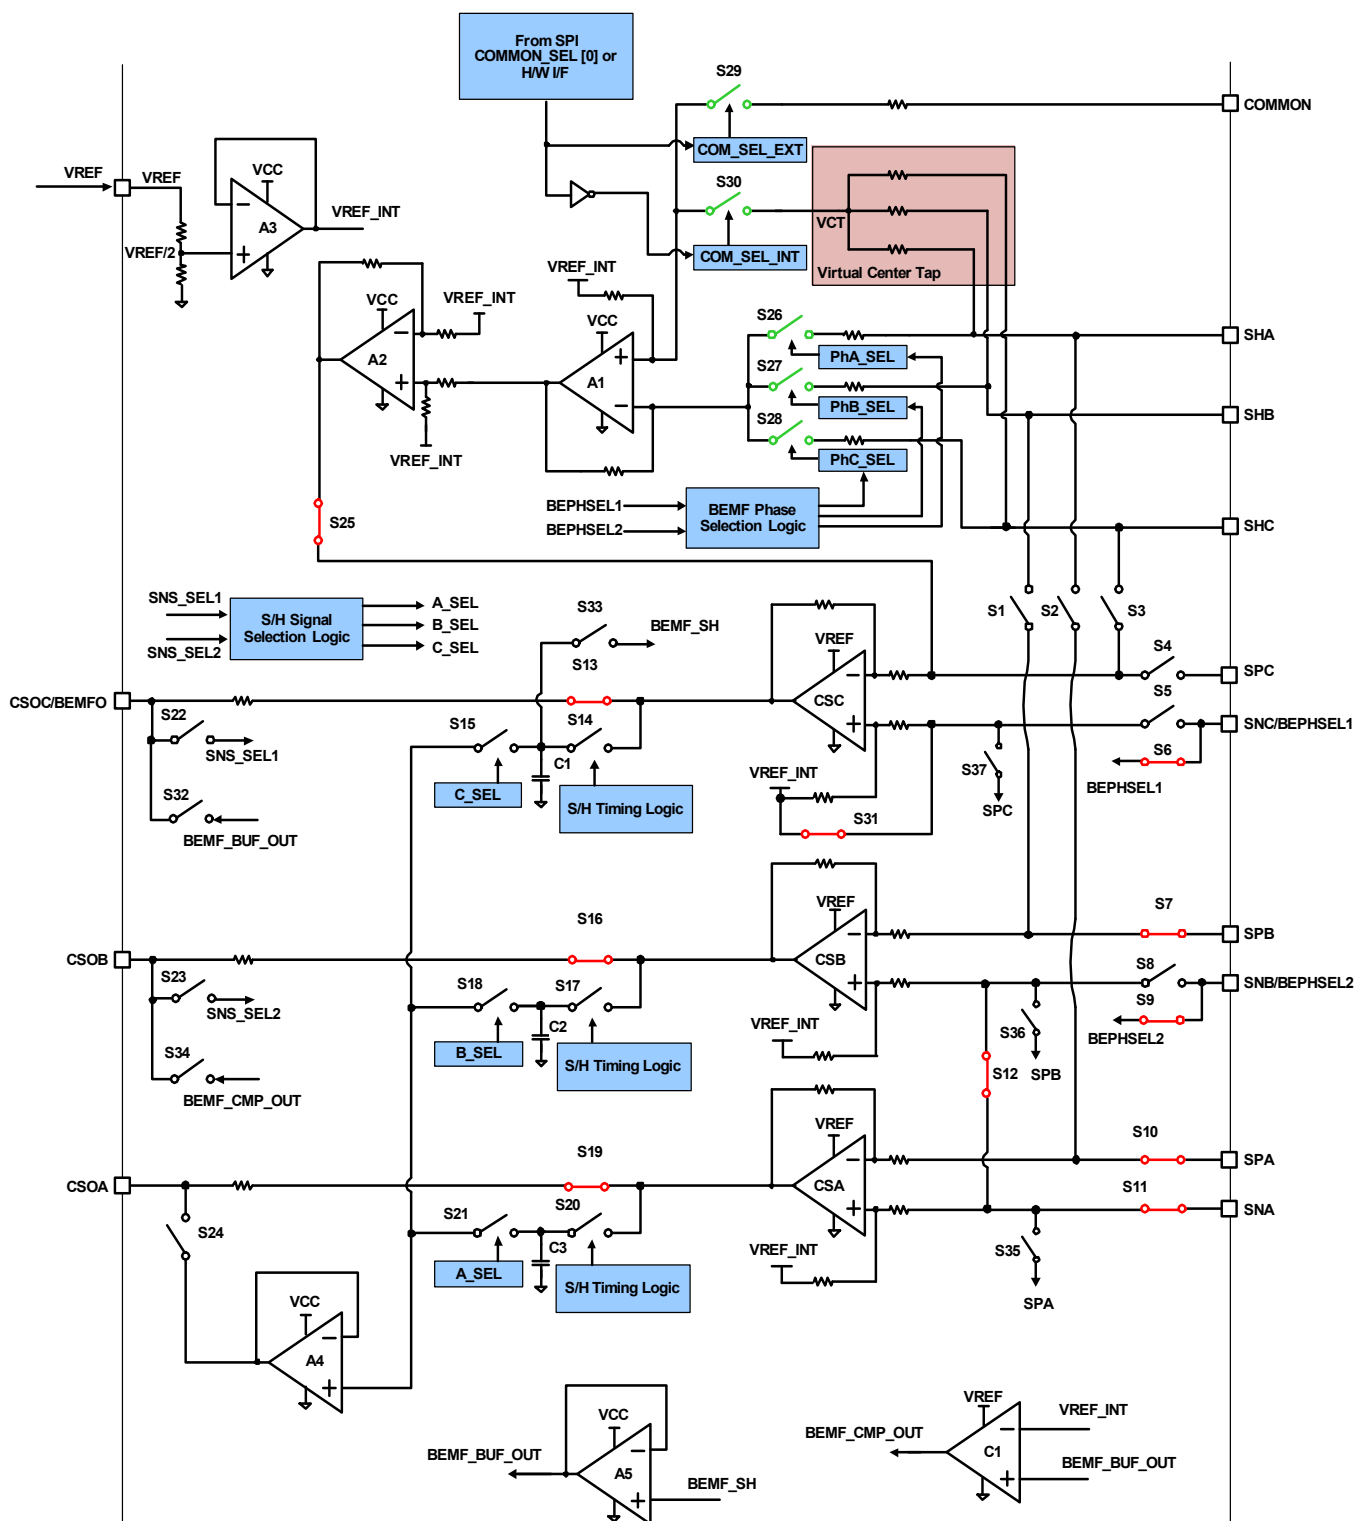 From SPI
COMMON_SEL [0] or
H/W I/F
S29
COMMON
COM_SEL_EXT
VREF
VREF
VCC
A3
VREF_INT
VREF/2
S30
VCT
COM_SEL_INT
Virtual Center Tap
VREF_INT
VREF_INT
VCC
A2
VREF_INT
VCC
A1
S26
PhA_SEL
SHA
S27
PhB_SEL
SHB
S28
PhC_SEL
BEPHSEL1
BEPHSEL2
BEMF Phase
Selection Logic
SHC
S25
SNS_SEL1
SNS_SEL2
S/H Signal
Selection Logic
A_SEL
B_SEL
C_SEL
S33
BEMF_SH
S1
S2
S3
S13
VREF
CSC
S4
SPC
S5
CSOC/BEMFO
SNC/BEPHSEL1
S22
SNS_SEL1
S15
S14
C1
C_SEL
S/H Timing Logic
S6
BEPHSEL1
S37
SPC
VREF_INT
S31
S32
BEMF_BUF_OUT
S16
VREF
CSB
S7
SPB
CSOB
S8
SNB/BEPHSEL2
S23
SNS_SEL2
S18
S17
C2
B_SEL
S/H Timing Logic
VREF_INT
S9
BEPHSEL2
S36
SPB
S12
S34
BEMF_CMP_OUT
S19
VREF
CSA
S10
SPA
CSOA
S11
SNA
S24
S21
S20
C3
A_SEL
S/H Timing Logic
VREF_INT
S35
SPA
VCC
A4
VCC
A5
BEMF_BUF_OUT
BEMF_SH
VREF
C1
VREF_INT
BEMF_CMP_OUT
BEMF_BUF_OUT